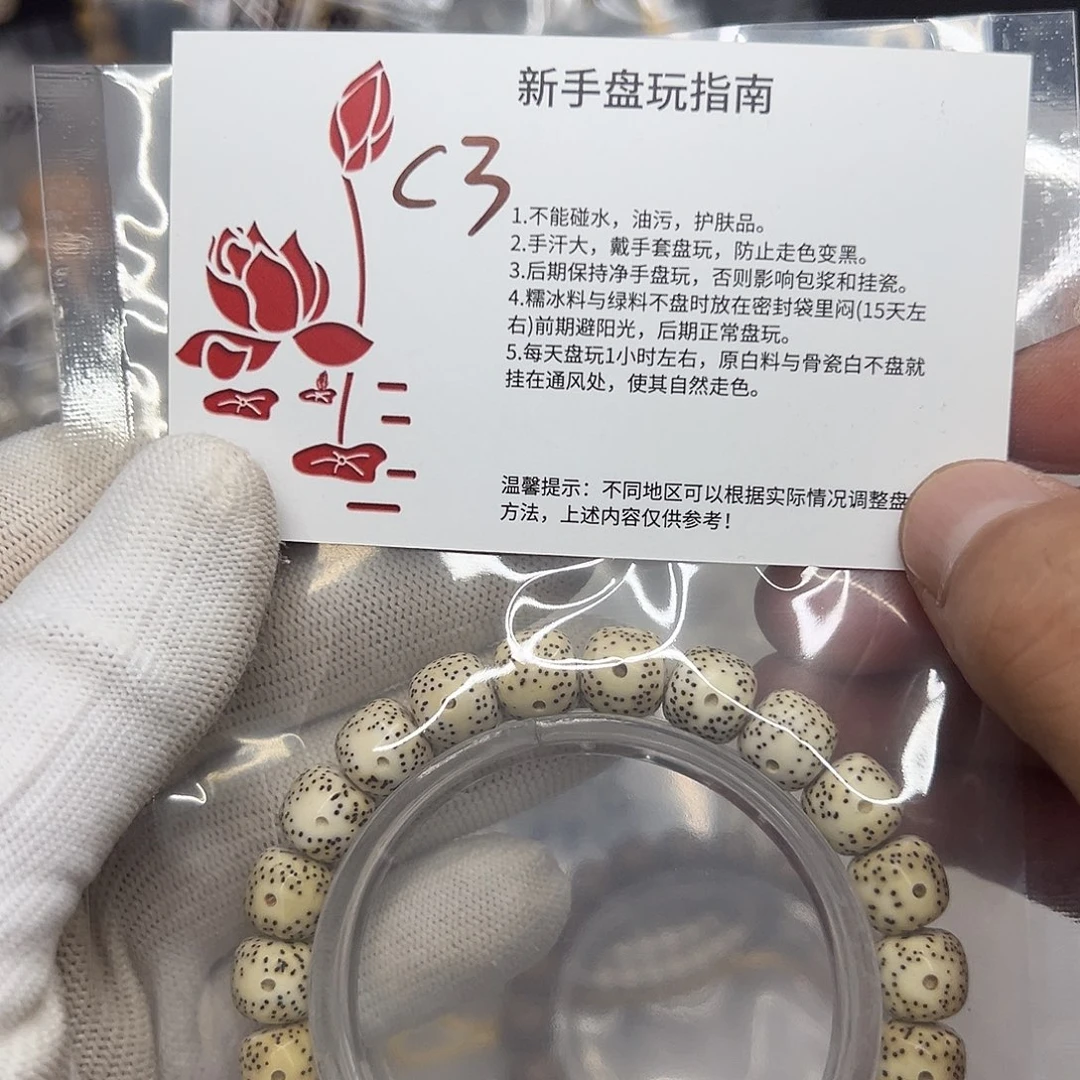 新手盘玩指南
C3
1.不能碰水，油污，护肤品。
2.手汗大，戴手套盘玩，防止走色变黑。
3.后期保持净手盘玩，否则影响包浆和挂瓷。
4.糯冰料与绿料不盘时放在密封袋里闷(15天左
右)前期避阳光，后期正常盘玩。
5.每天盘玩1小时左右，原白料与骨瓷白不盘就
挂在通风处，使其自然走色。
温馨提示：不同地区可以根据实际情况调整盘
方法，上述内容仅供参考！